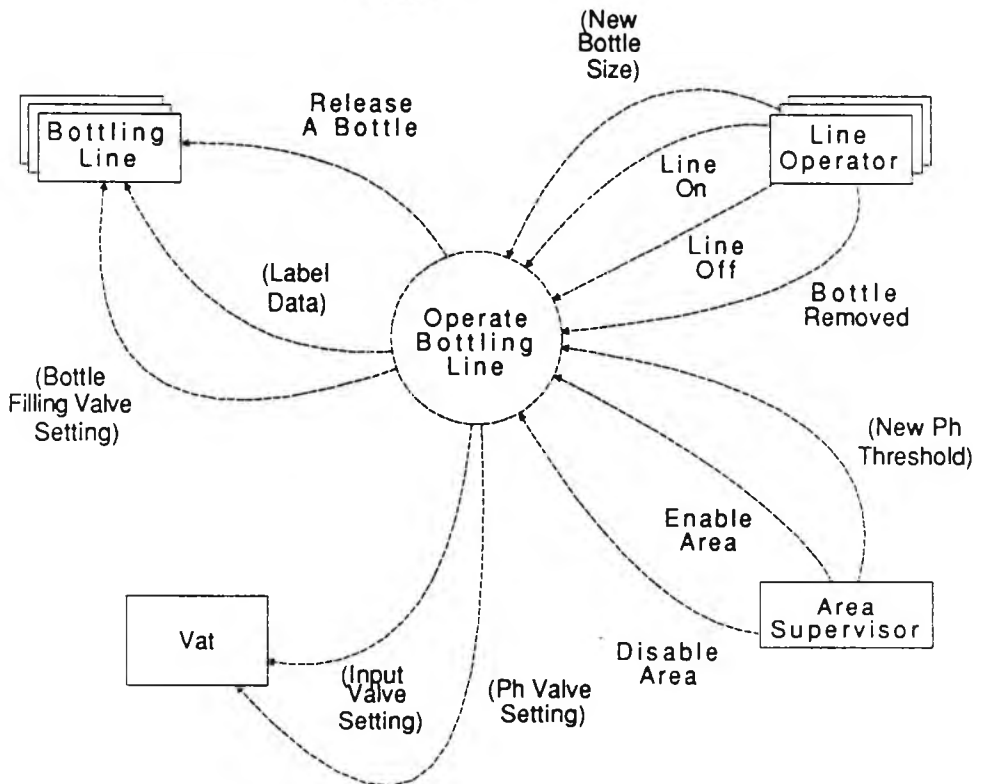 (New
Bottle
Size)
Release
A Bottle
Bottling
Line
Line
Operator
Line
On
Line
Off
(Label
Data)
Bottle
Removed
Operate
Bottling
Line
(Bottle
Filling Valve
Setting)
(New Ph
Threshold)
Enable
Area
Area
Supervisor
Vat
Disable
Area
(Input
Valve
Setting)
(Ph Valve
Setting)